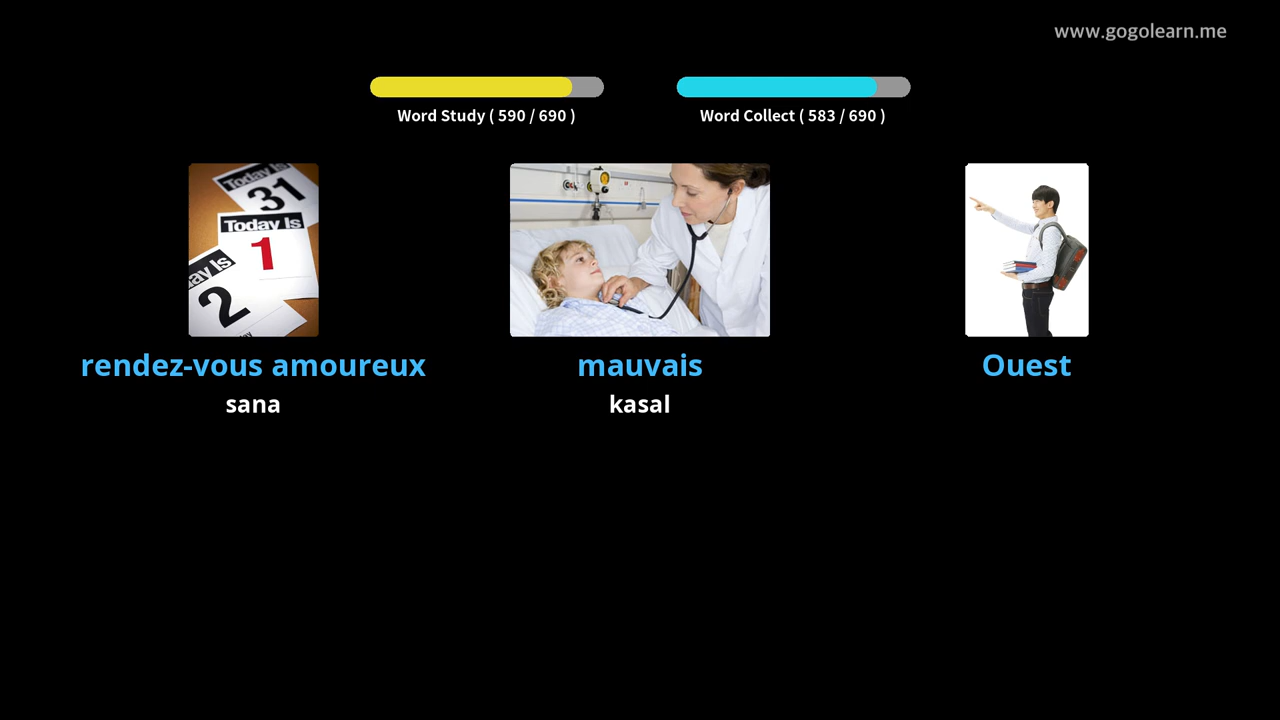 www.gogolearn.me
Word Study ( 590 / 690 )
Word Collect ( 583 / 690 )
Today Is
31
Today Is
1
ay Is
2
rendez-vous amoureux
mauvais
Ouest
sana
kasal